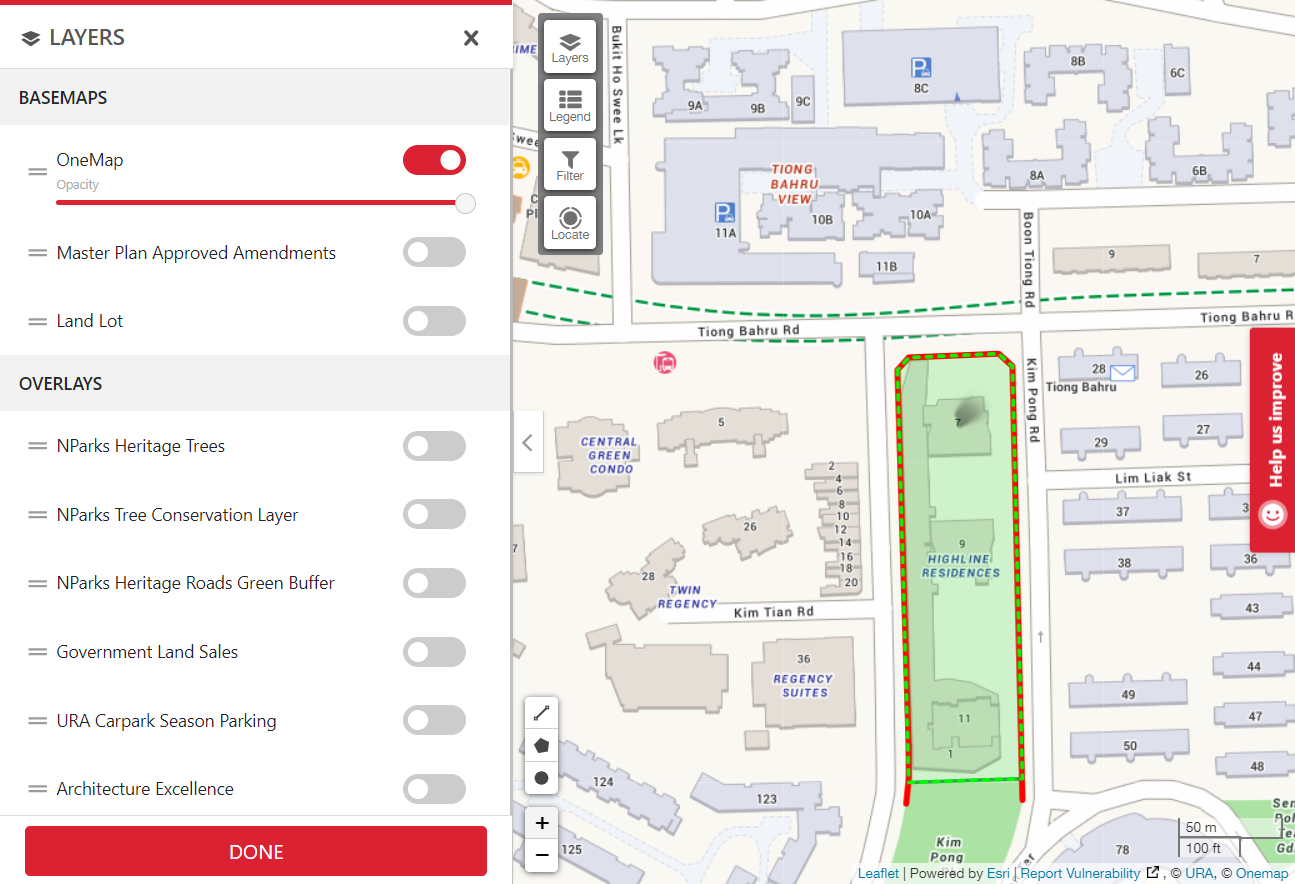 LAYERS
BASEMAPS
OneMap
Opacity
Master Plan Approved Amendments
Land Lot
OVERLAYS
NParks Heritage Trees
NParks Tree Conservation Layer
NParks Heritage Roads Green Buffer
Government Land Sales
URA Carpark Season Parking
Architecture Excellence
DONE
Layers
Legend
Filter
Locate
Bukit Ho Swee Lk
9A
9B
9C
8C
8B
6C
8A
6B
TIONG
BAHRU
VIEW
10B
10A
11A
11B
Boon Tiong Rd
9
7
Tiong Bahru Rd
Tiong Bahru R
28
Tiong Bahru
26
Kim Pong Rd
29
27
Lim Liak St
37
38
36
43
44
49
47
50
48
5
CENTRAL
GREEN
CONDO
2
4
6
8
10
12
14
16
18
20
26
28
7
TWIN
REGENCY
Kim Tian Rd
36
REGENCY
SUITES
7
9
HIGHLINE
RESIDENCES
11
1
124
123
125
Kim
Pong
78
Help us improve
+
−
50 m
100 ft
Leaflet | Powered by Esri | Report Vulnerability , © URA, © Onemap